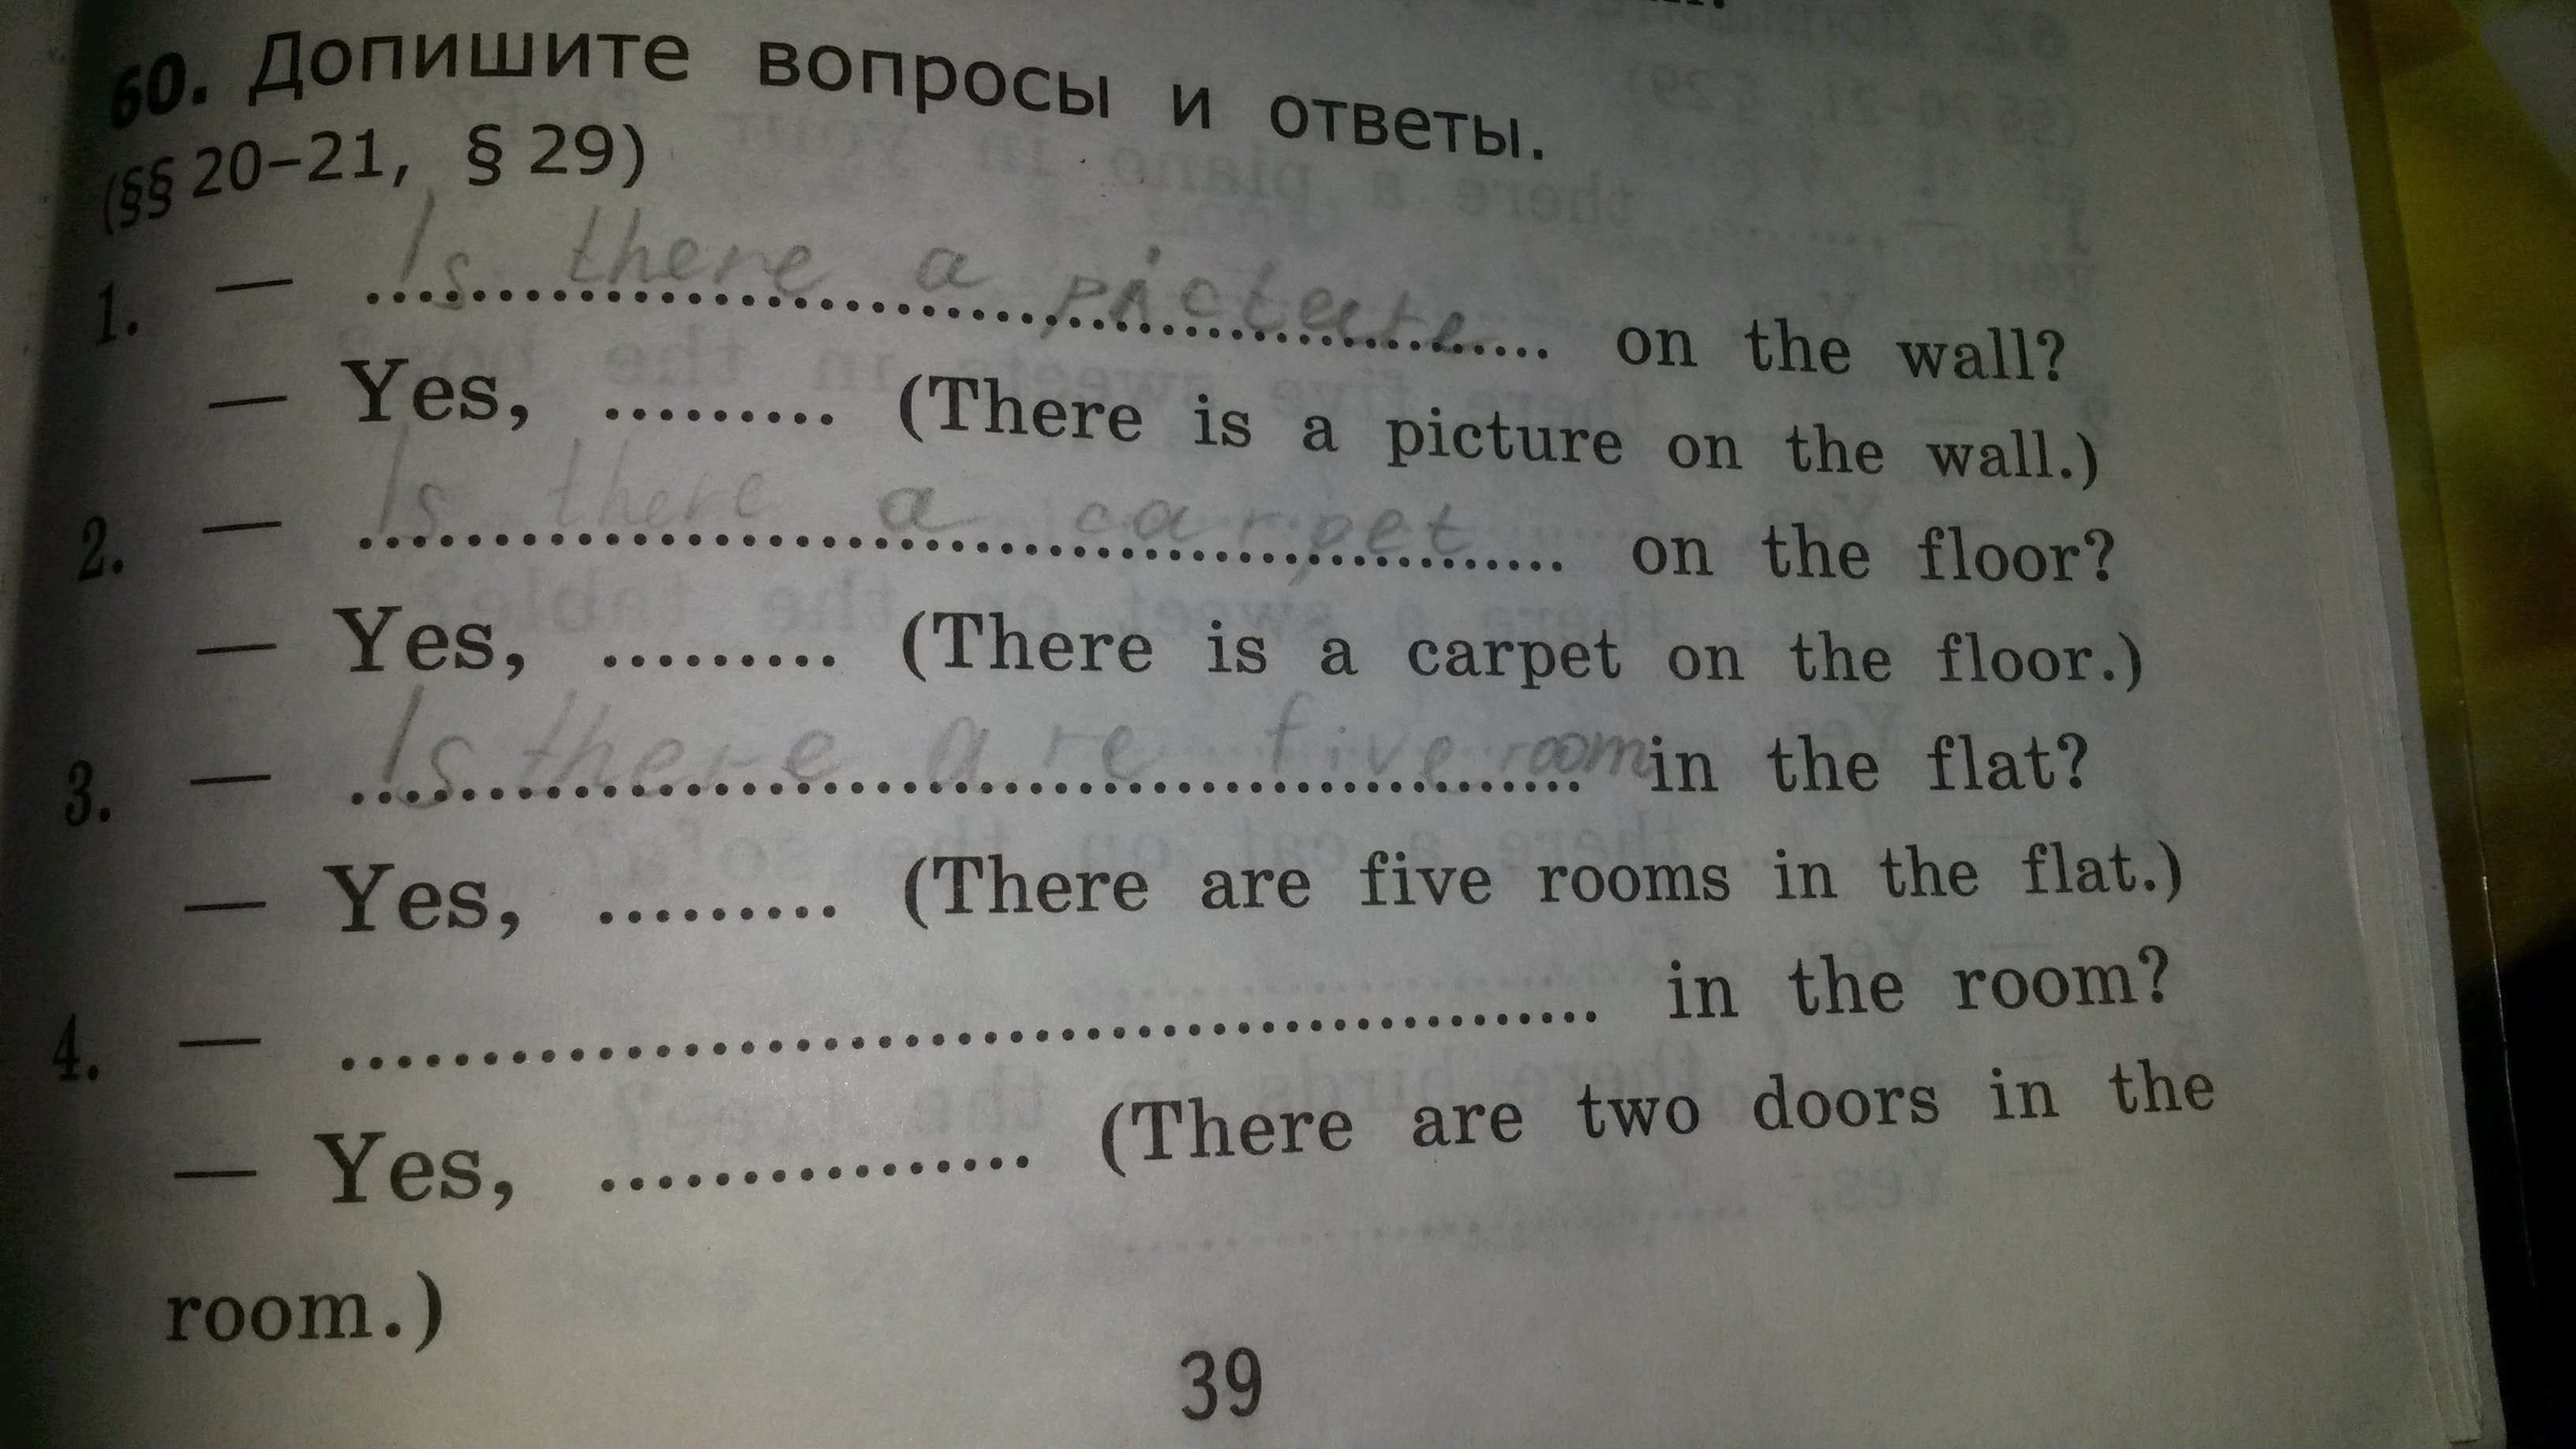 60. Допишите вопросы и ответы.
(§§ 20–21, § 29)
1. — Is there a picture on the wall?
— Yes, ......... (There is a picture on the wall.)
2. — Is there a carpet on the floor?
— Yes, ......... (There is a carpet on the floor.)
3. — Is there are five room in the flat?
— Yes, ......... (There are five rooms in the flat.)
4. — ............................................ in the room?
— Yes, ............... (There are two doors in the
room.)
39